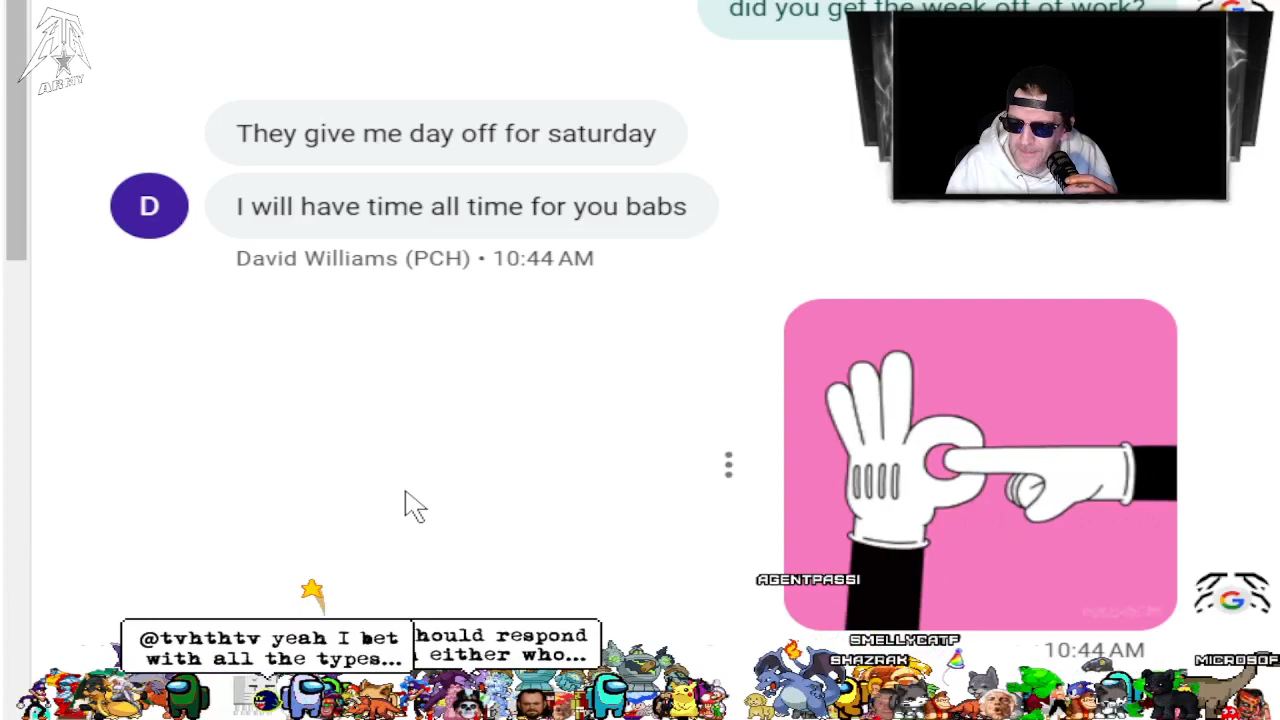 did you get the week off of work?
ARMY
They give me day off for saturday
D
I will have time all time for you babs
David Williams (PCH) • 10:44 AM
AGENTPASSI
@tvhthtv yeah I bet
with all the types...
hould respond
either who...
SMELLYCATF
SHAZRAK
10:44 AM
MICROSOF